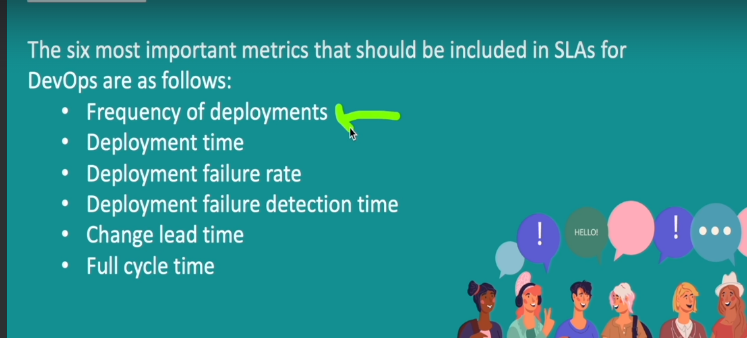 The six most important metrics that should be included in SLAs for
DevOps are as follows:
• Frequency of deployments
• Deployment time
• Deployment failure rate
• Deployment failure detection time
• Change lead time
• Full cycle time
!
HELLO!
!